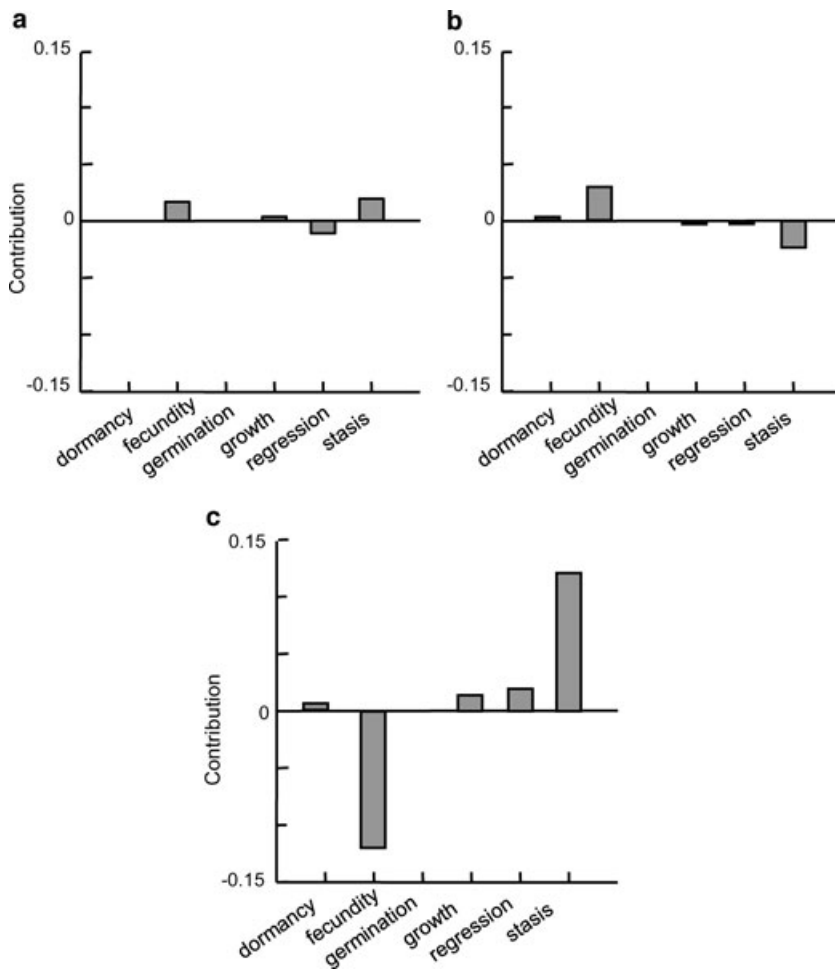 a
0.15
0
-0.15
Contribution
dormancy
fecundity
germination
growth
regression
stasis
b
0.15
0
-0.15
dormancy
fecundity
germination
growth
regression
stasis
c
0.15
0
-0.15
Contribution
dormancy
fecundity
germination
growth
regression
stasis